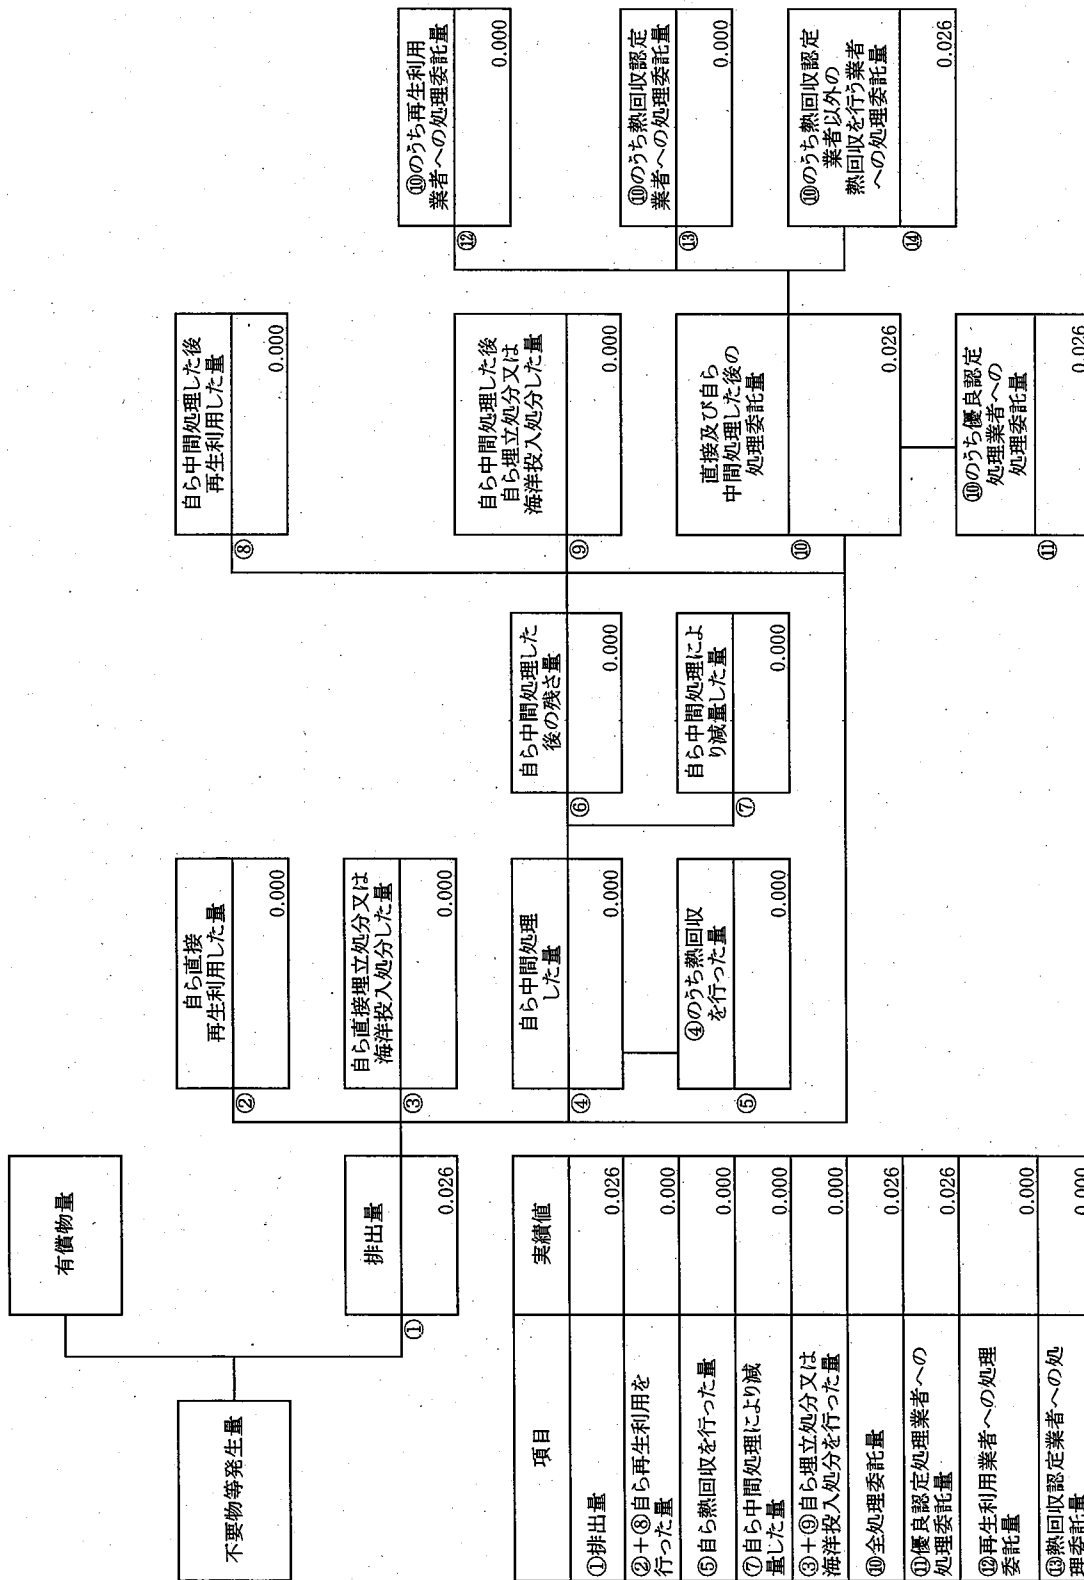 不要物等発生量
有償物量
排出量
①
0.026
自ら直接
再生利用した量
②
0.000
自ら直接埋立処分又は
海洋投入処分した量
③
0.000
自ら中間処理
した量
④
0.000
④のうち熱回収
を行った量
⑤
0.000
自ら中間処理した
後の残さ量
⑥
0.000
自ら中間処理によ
り減量した量
⑦
0.000
自ら中間処理した後
再生利用した量
⑧
0.000
自ら中間処理した後
自ら埋立処分又は
海洋投入処分した量
⑨
0.000
直接及び自ら
中間処理した後の
処理委託量
⑩
0.026
⑩のうち優良認定
処理業者への
処理委託量
⑪
0.026
⑩のうち再生利用
業者への処理委託量
⑫
0.000
⑩のうち熱回収認定
業者への処理委託量
⑬
0.000
⑩のうち熱回収認定
業者以外の
熱回収を行う業者
への処理委託量
⑭
0.026
項目 実績値
①排出量 0.026
②+⑧自ら再生利用を
行った量 0.000
⑤自ら熱回収を行った量 0.000
⑦自ら中間処理により減
量した量 0.000
③+⑨自ら埋立処分又は
海洋投入処分を行った量 0.000
⑩全処理委託量 0.026
⑪優良認定処理業者への
処理委託量 0.026
⑫再生利用業者への処理
委託量 0.000
⑬熱回収認定業者への処
理委託量 0.000